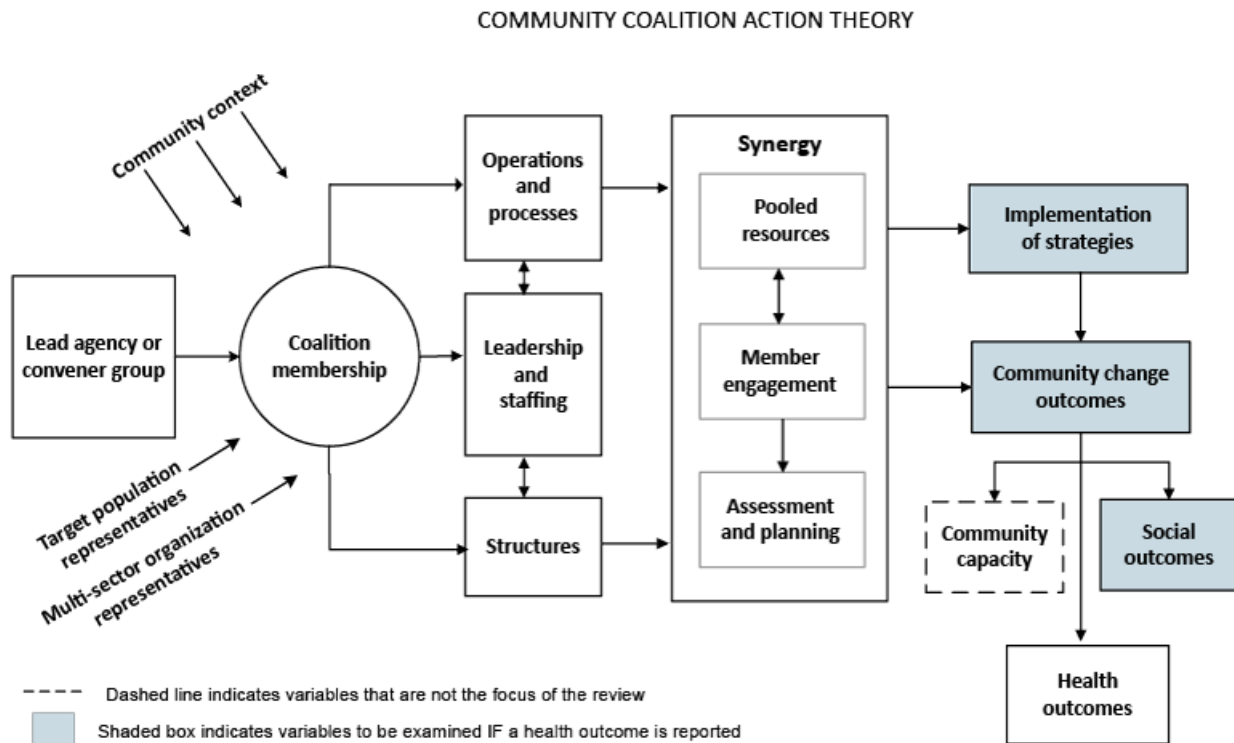 COMMUNITY COALITION ACTION THEORY
Community context
Lead agency or
convener group
Coalition
membership
Target population
representatives
Multi-sector organization
representatives
Operations
and
processes
Leadership
and
staffing
Structures
Synergy
Pooled
resources
Member
engagement
Assessment
and planning
Implementation
of strategies
Community change
outcomes
Community
capacity
Social
outcomes
Health
outcomes
Dashed line indicates variables that are not the focus of the review
Shaded box indicates variables to be examined IF a health outcome is reported